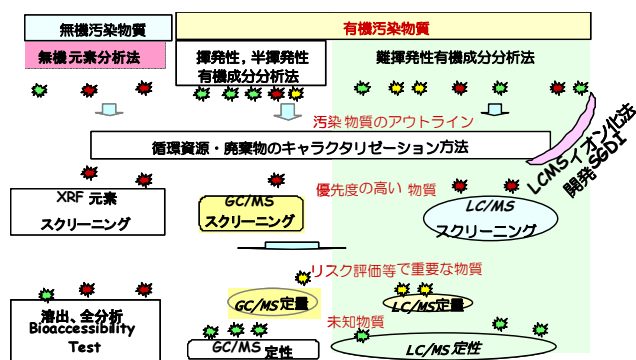 無機汚染物質
有機汚染物質
無機元素分析法
揮発性，半揮発性
有機成分分析法
難揮発性有機成分分析法
汚染物質のアウトライン
循環資源・廃棄物のキャラクタリゼーション方法
LCMSイオン化法
開発SGDI
XRF 元素
スクリーニング
GC/MS
スクリーニング
優先度の高い 物質
LC/MS
スクリーニング
リスク評価等で重要な物質
GC/MS定量
LC/MS定量
溶出、全分析
Bioaccessibility
Test
未知物質
GC/MS 定性
LC/MS 定性